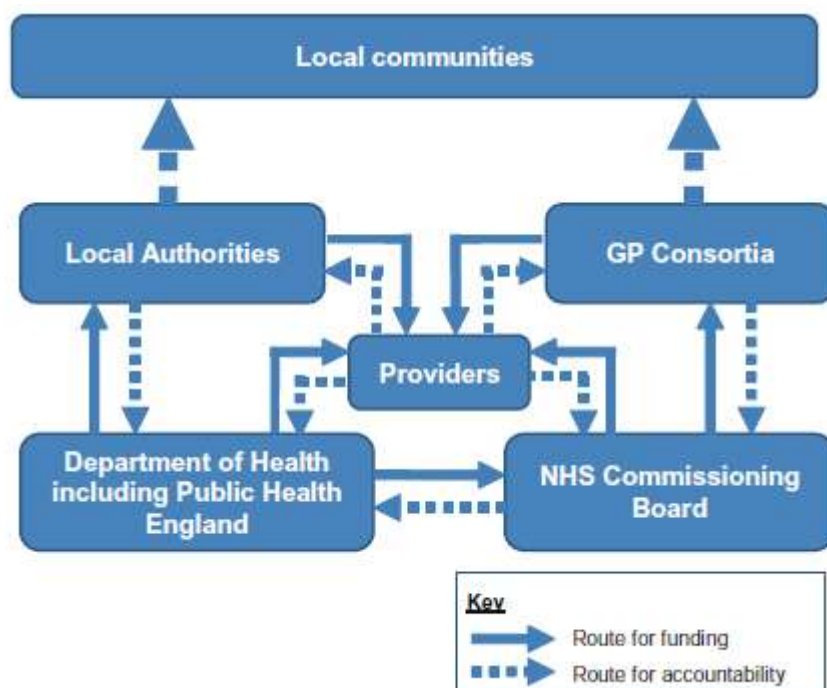 Local communities
Local Authorities
GP Consortia
Providers
Department of Health
including Public Health
England
NHS Commissioning
Board
Key
Route for funding
Route for accountability